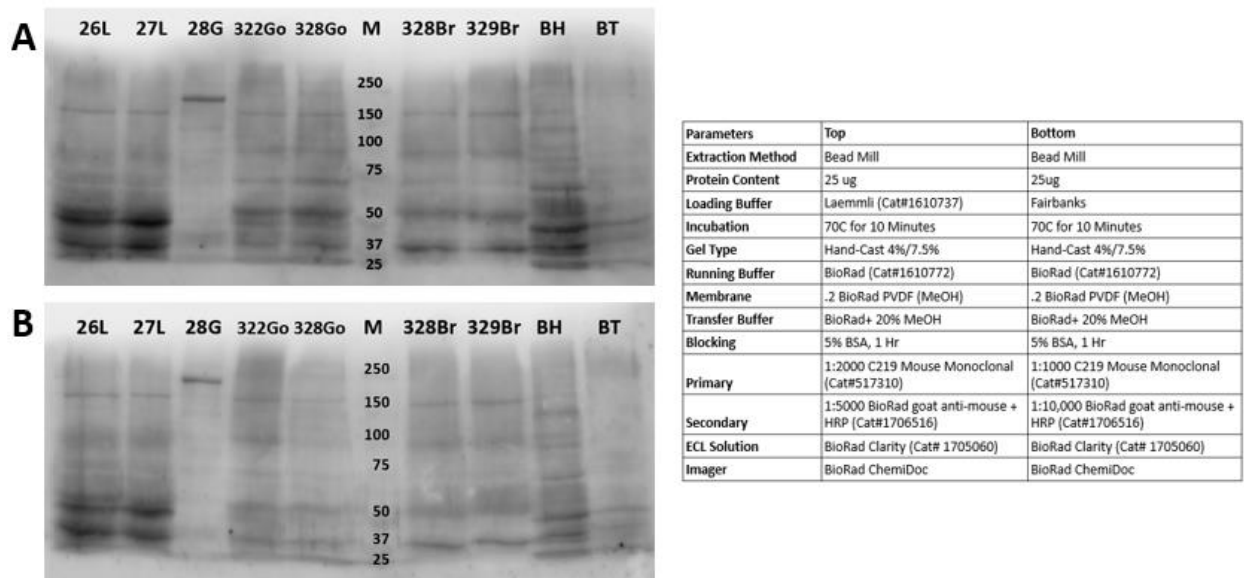 A
26L 27L 28G 322Go 328Go M 328Br 329Br BH BT
250
150
100
75
50
37
25
B
26L 27L 28G 322Go 328Go M 328Br 329Br BH BT
250
150
100
75
50
37
25
Parameters Top Bottom
Extraction Method Bead Mill Bead Mill
Protein Content 25 ug 25ug
Loading Buffer Laemmli (Cat#1610737) Fairbanks
Incubation 70C for 10 Minutes 70C for 10 Minutes
Gel Type Hand-Cast 4%/7.5% Hand-Cast 4%/7.5%
Running Buffer BioRad (Cat#1610772) BioRad (Cat#1610772)
Membrane .2 BioRad PVDF (MeOH) .2 BioRad PVDF (MeOH)
Transfer Buffer BioRad+ 20% MeOH BioRad+ 20% MeOH
Blocking 5% BSA, 1 Hr 5% BSA, 1 Hr
Primary
1:2000 C219 Mouse Monoclonal
(Cat#517310)
1:1000 C219 Mouse Monoclonal
(Cat#517310)
Secondary
1:5000 BioRad goat anti-mouse +
HRP (Cat#1706516)
1:10,000 BioRad goat anti-mouse +
HRP (Cat#1706516)
ECL Solution BioRad Clarity (Cat# 1705060) BioRad Clarity (Cat# 1705060)
Imager BioRad ChemiDoc BioRad ChemiDoc